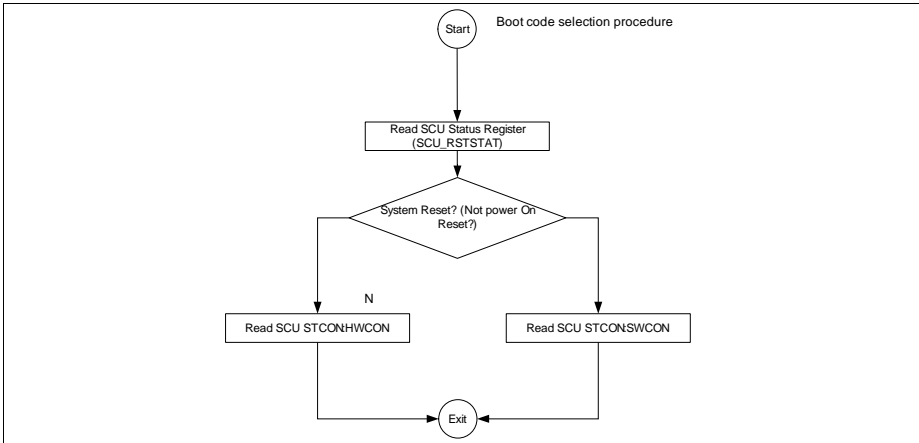 Start
Boot code selection procedure
Read SCU Status Register
(SCU_RSTSTAT)
System Reset? (Not power On
Reset?)
N
Read SCU STCON:HWCON
Read SCU STCON:SWCON
Exit